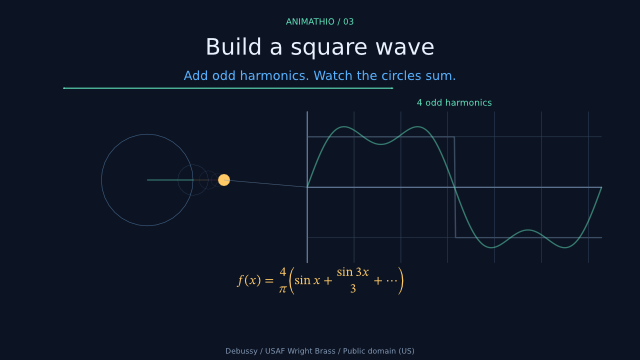 ANIMATHIO / 03
Build a square wave
Add odd harmonics. Watch the circles sum.
4 odd harmonics
f(x) = 4/π (sin x + sin 3x/3 + ⋯)
Debussy / USAF Wright Brass / Public domain (US)